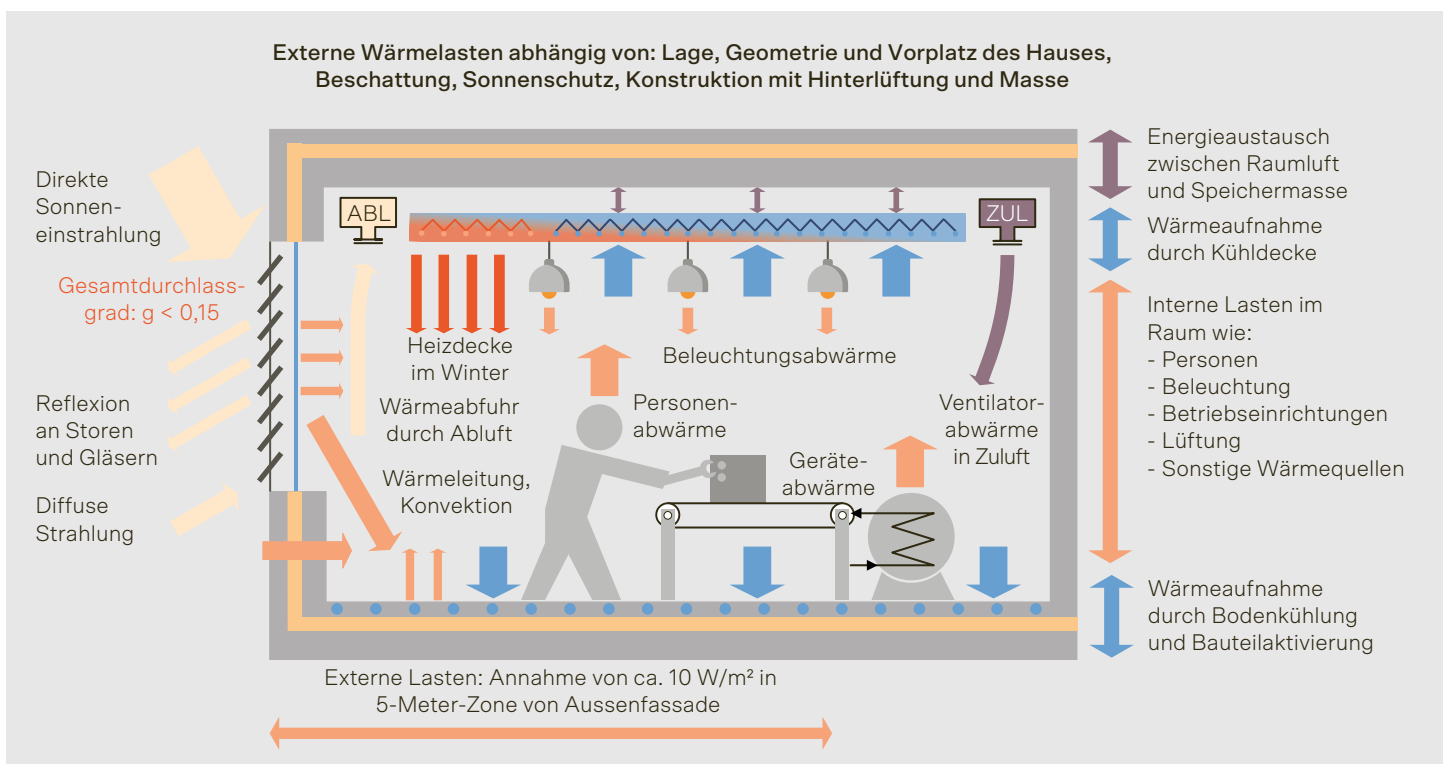 Externe Wärmelasten abhängig von: Lage, Geometrie und Vorplatz des Hauses,
Beschattung, Sonnenschutz, Konstruktion mit Hinterlüftung und Masse
Direkte
Sonnen-
einstrahlung
Gesamtdurchlass-
grad: g < 0,15
Reflexion
an Storen
und Gläsern
Diffuse
Strahlung
ABL
ZUL
Heizdecke
im Winter
Wärmeabfuhr
durch Abluft
Wärmeleitung,
Konvektion
Beleuchtungsabwärme
Personen-
abwärme
Geräte-
abwärme
Ventilator-
abwärme
in Zuluft
Energieaustausch
zwischen Raumluft
und Speichermasse
Wärmeaufnahme
durch Kühldecke
Interne Lasten im
Raum wie:
- Personen
- Beleuchtung
- Betriebseinrichtungen
- Lüftung
- Sonstige Wärmequellen
Wärmeaufnahme
durch Bodenkühlung
und Bauteilaktivierung
Externe Lasten: Annahme von ca. 10 W/m² in
5-Meter-Zone von Aussenfassade